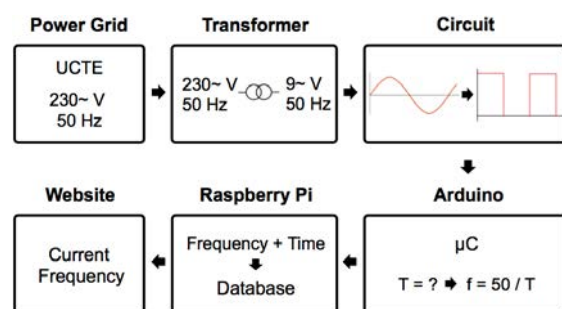 Power Grid
UCTE
230~ V
50 Hz
Transformer
230~ V
50 Hz
9~ V
50 Hz
Circuit
Website
Current
Frequency
Raspberry Pi
Frequency + Time
Database
Arduino
µC
T = ? → f = 50 / T